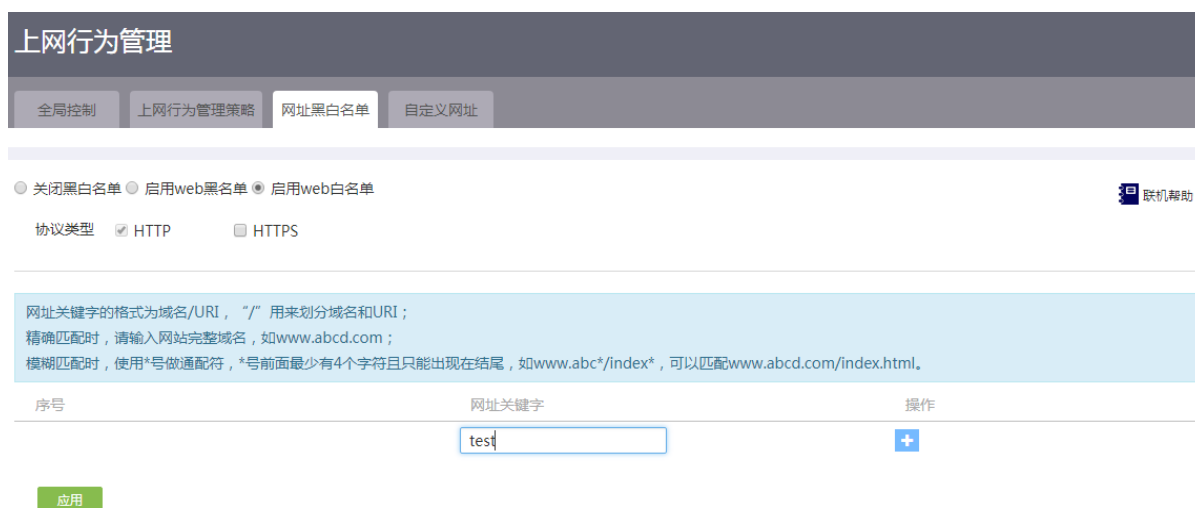 上网行为管理
全局控制 上网行为管理策略 网址黑白名单 自定义网址
关闭黑白名单 启用web黑名单 启用web白名单
联机帮助
协议类型 HTTP HTTPS
网址关键字的格式为域名/URI，“/”用来划分域名和URI；
精确匹配时，请输入网站完整域名，如www.abcd.com；
模糊匹配时，使用*号做通配符，*号前面最少有4个字符且只能出现在结尾，如www.abc*/index*，可以匹配www.abcd.com/index.html。
序号 网址关键字 操作
test
应用